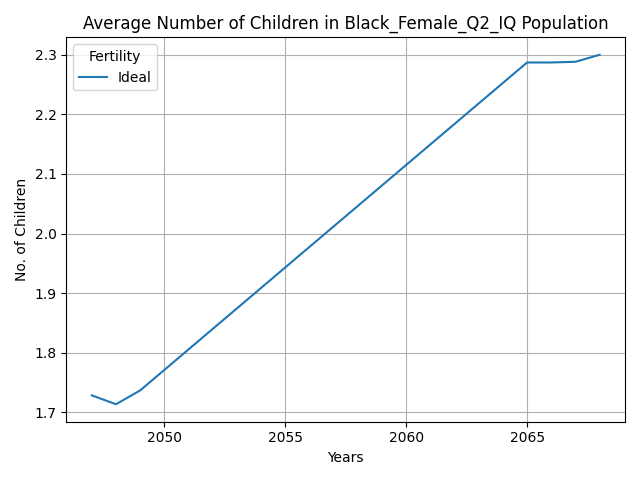 Average Number of Children in Black_Female_Q2_IQ Population
Fertility
Ideal
No. of Children
2.3
2.2
2.1
2.0
1.9
1.8
1.7
2050 2055 2060 2065
Years